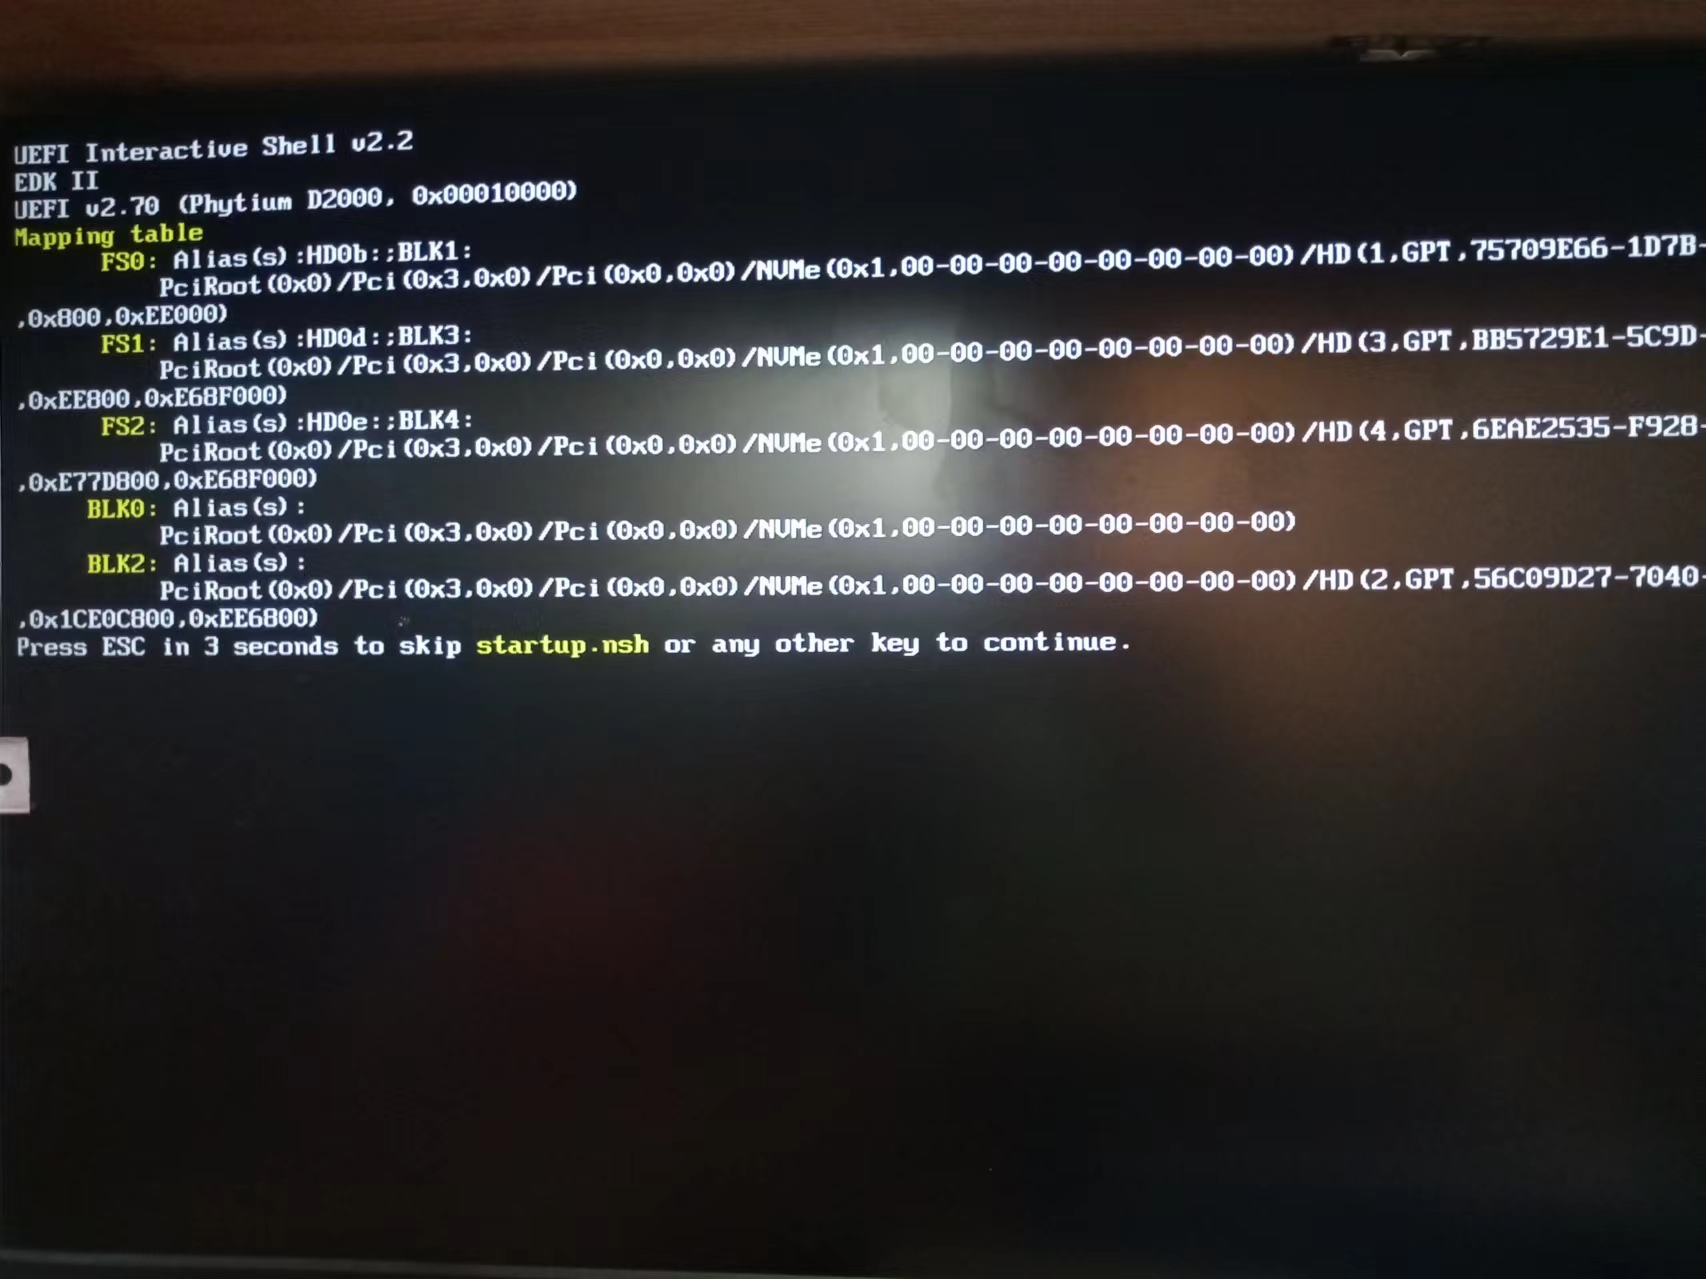 UEFI Interactive Shell v2.2
EDK II
UEFI v2.70 (Phytium D2000, 0x00010000)
Mapping table
FS0: Alias(s):HD0b:;BLK1:
PciRoot(0x0)/Pci(0x3,0x0)/Pci(0x0,0x0)/NVMe(0x1,00-00-00-00-00-00-00-00)/HD(1,GPT,75709E66-1D7B-
,0x800,0xEE000)
FS1: Alias(s):HD0d:;BLK3:
PciRoot(0x0)/Pci(0x3,0x0)/Pci(0x0,0x0)/NVMe(0x1,00-00-00-00-00-00-00-00)/HD(3,GPT,BB5729E1-5C9D-
,0xEE800,0xE68F000)
FS2: Alias(s):HD0e:;BLK4:
PciRoot(0x0)/Pci(0x3,0x0)/Pci(0x0,0x0)/NVMe(0x1,00-00-00-00-00-00-00-00)/HD(4,GPT,6EAE2535-F928-
,0xE77D800,0xE68F000)
BLK0: Alias(s):
PciRoot(0x0)/Pci(0x3,0x0)/Pci(0x0,0x0)/NVMe(0x1,00-00-00-00-00-00-00-00)
BLK2: Alias(s):
PciRoot(0x0)/Pci(0x3,0x0)/Pci(0x0,0x0)/NVMe(0x1,00-00-00-00-00-00-00-00)/HD(2,GPT,56C09D27-7040-
,0x1CE0C800,0xEE6800)
Press ESC in 3 seconds to skip startup.nsh or any other key to continue.